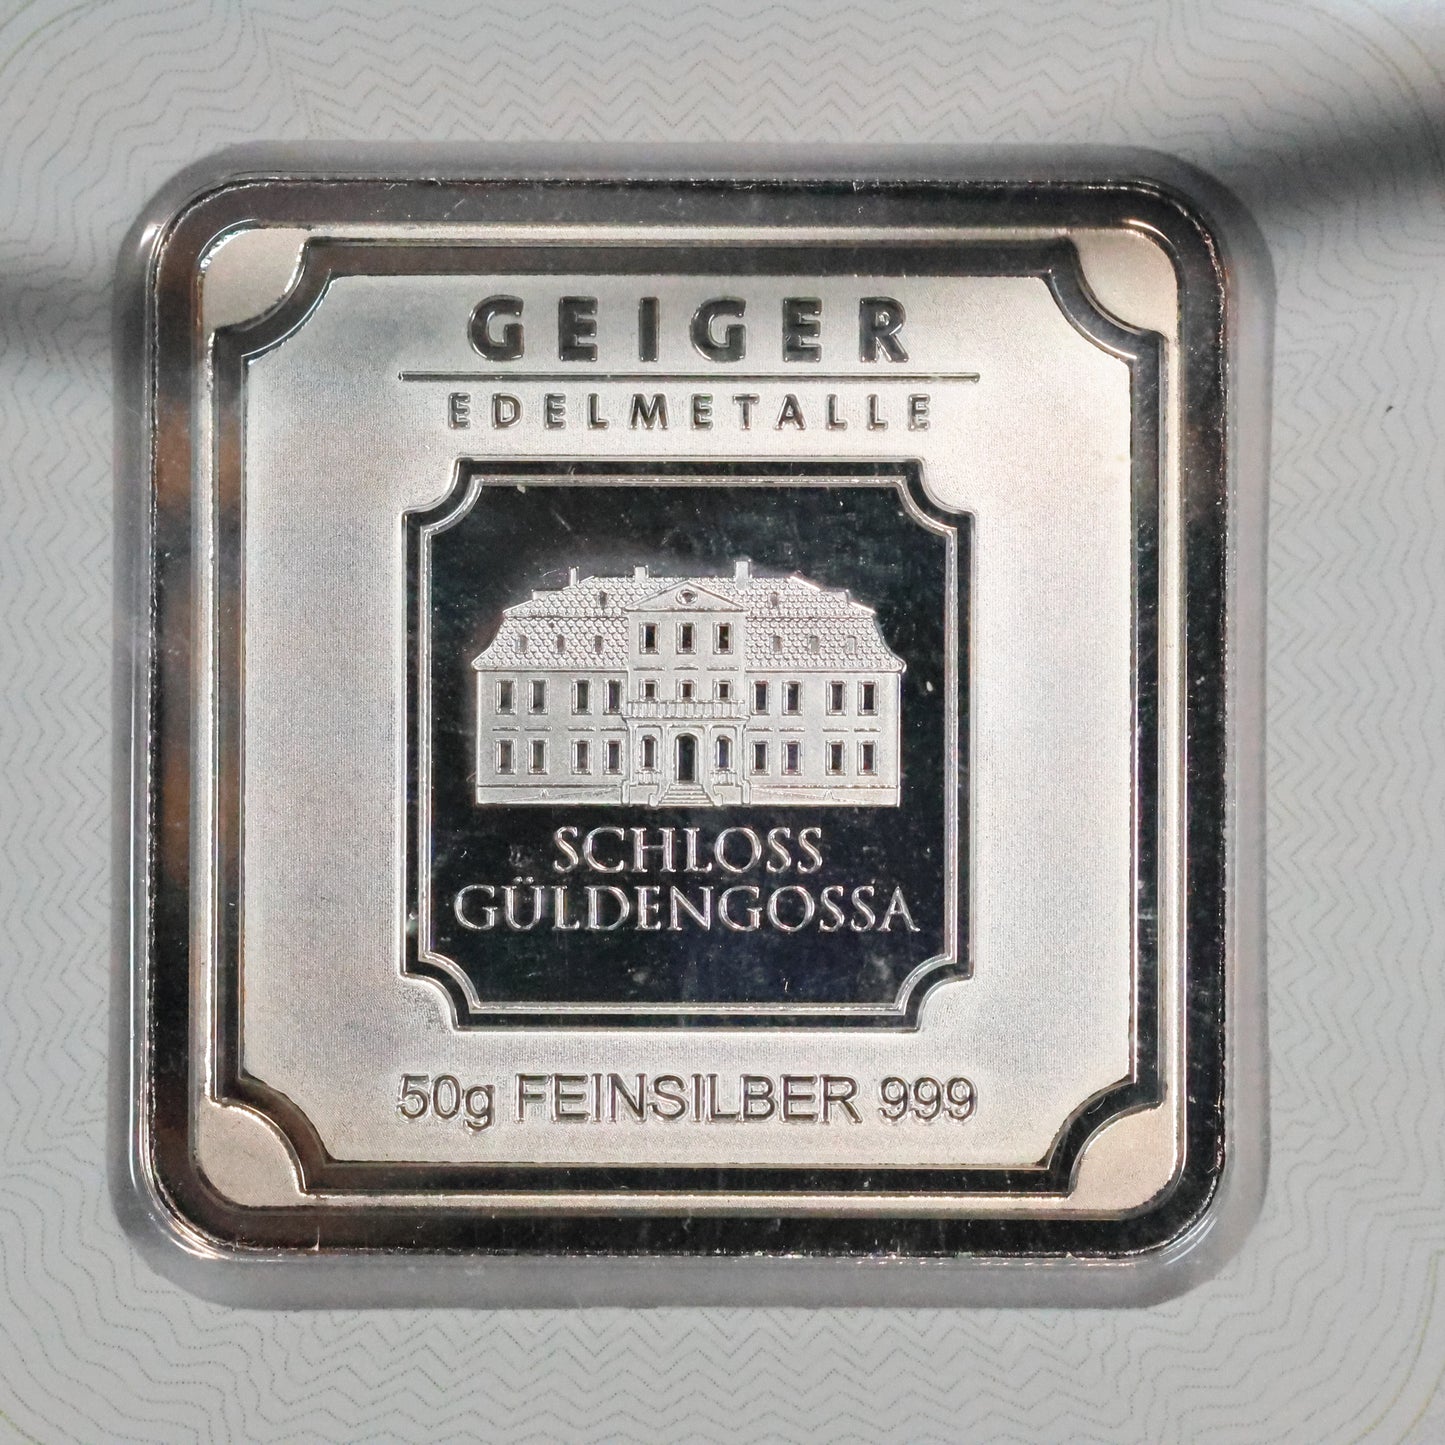 GEIGER
EDELMETALLE
SCHLOSS
GÜLDENGOSSA
50g FEINSILBER 999